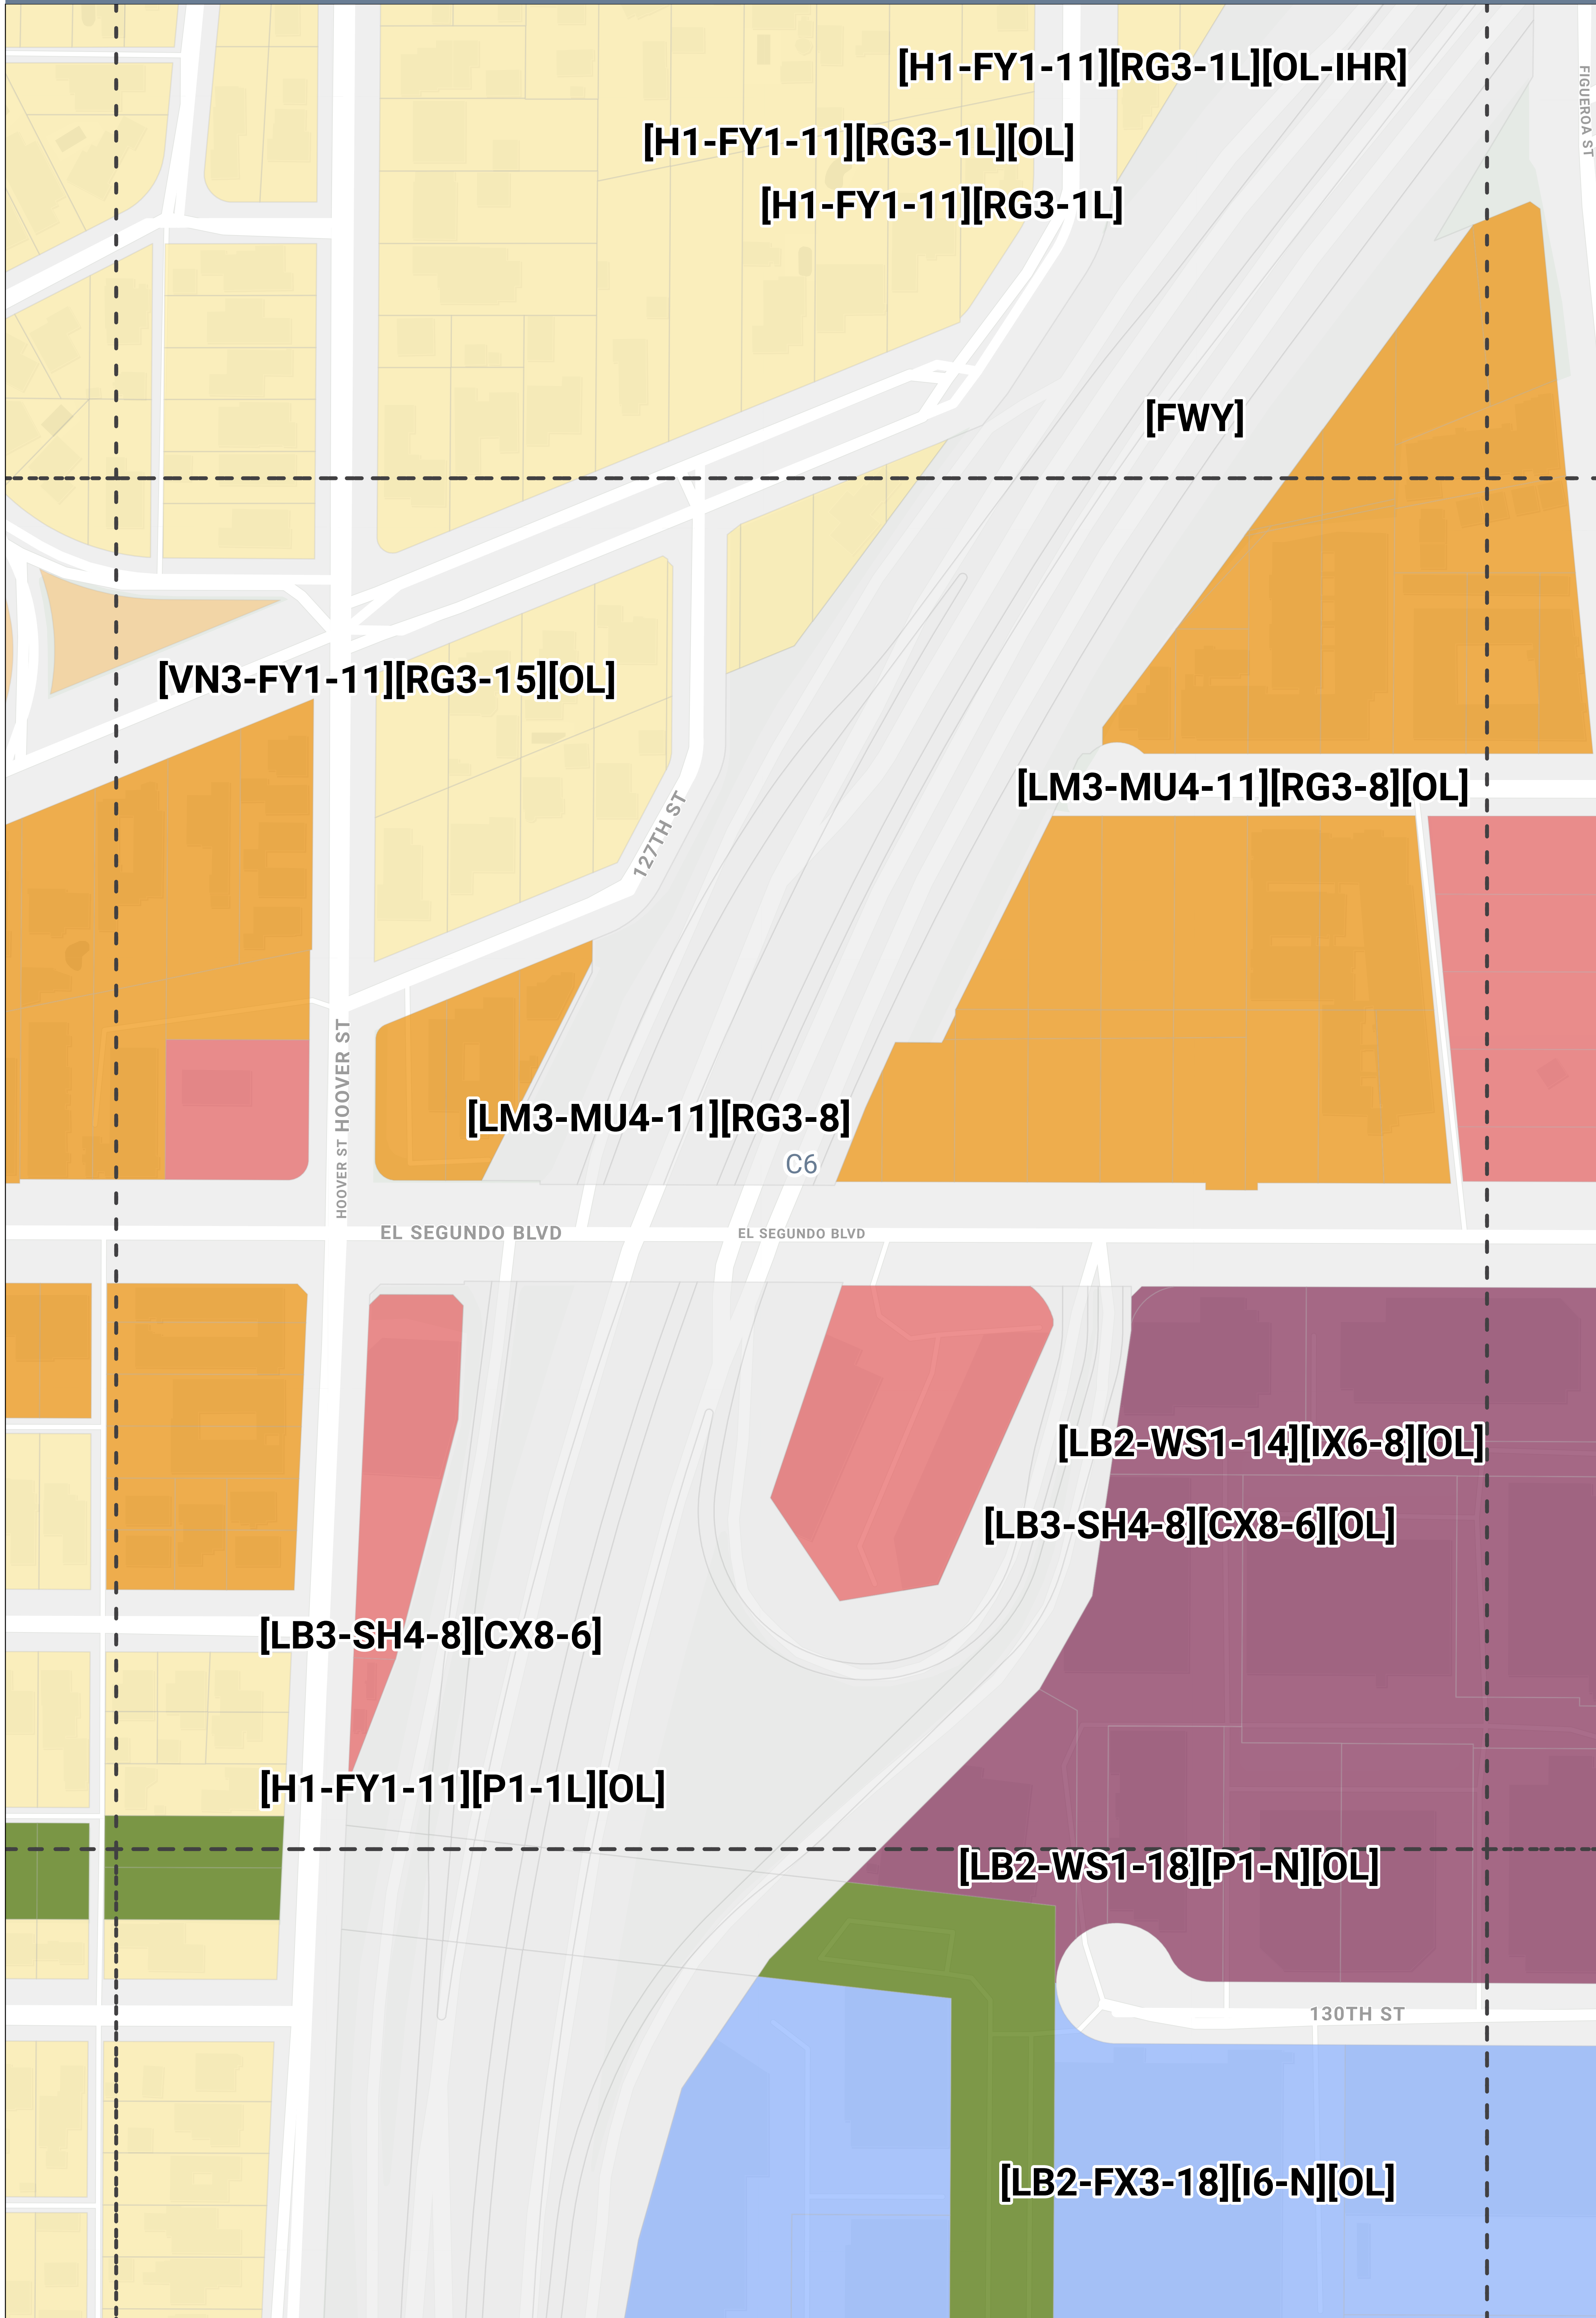 [H1-FY1-11][RG3-1L][OL-IHR]
FIGUEROA ST
[H1-FY1-11][RG3-1L][OL]
[H1-FY1-11][RG3-1L]
[FWY]
[VN3-FY1-11][RG3-15][OL]
[LM3-MU4-11][RG3-8][OL]
127TH ST
HOOVER ST
[LM3-MU4-11][RG3-8]
C6
HOOVER ST
EL SEGUNDO BLVD
EL SEGUNDO BLVD
[LB2-WS1-14][IX6-8][OL]
[LB3-SH4-8][CX8-6][OL]
[LB3-SH4-8][CX8-6]
[H1-FY1-11][P1-1L][OL]
[LB2-WS1-18][P1-N][OL]
130TH ST
[LB2-FX3-18][I6-N][OL]